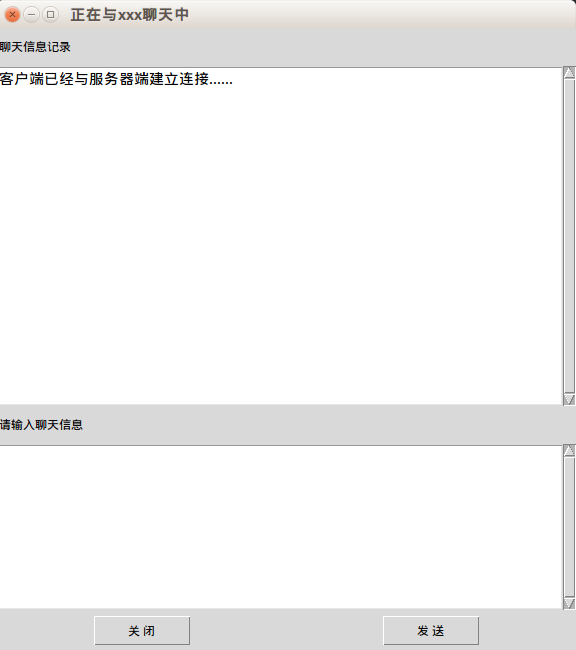 正在与xxx聊天中
聊天信息记录
客户端已经与服务器端建立连接......
请输入聊天信息
关 闭
发 送